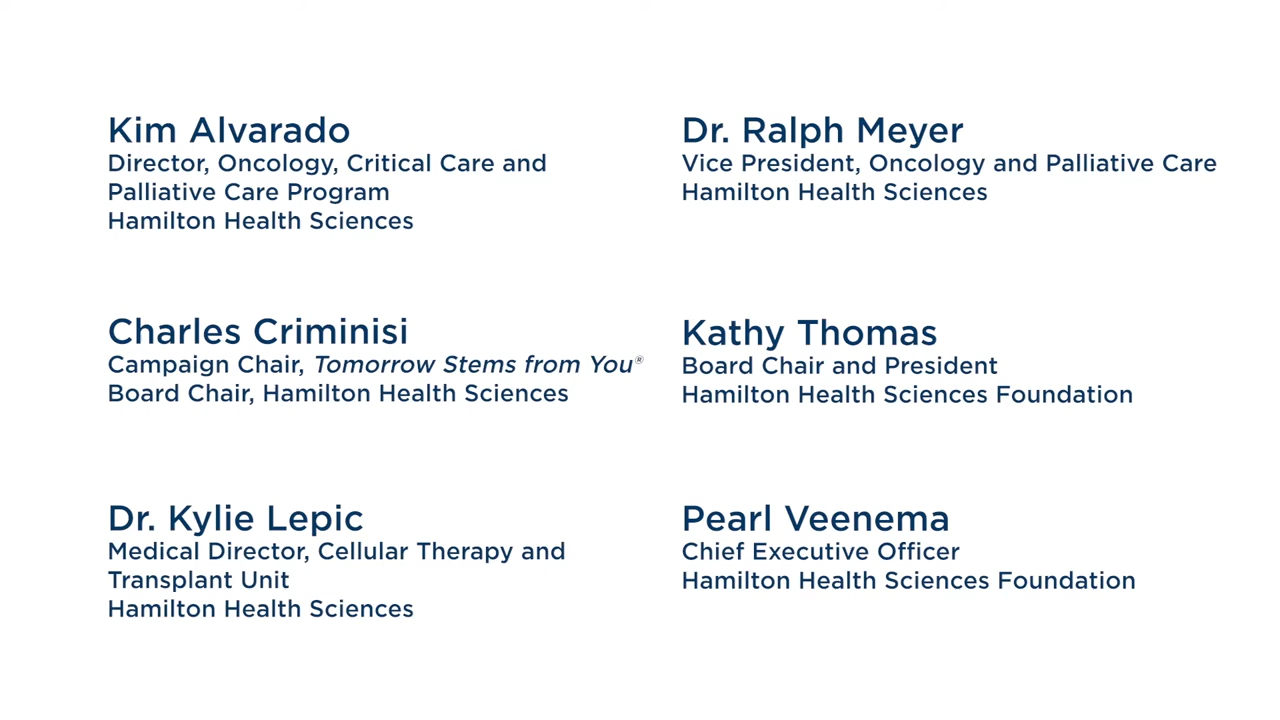 Kim Alvarado
Director, Oncology, Critical Care and
Palliative Care Program
Hamilton Health Sciences
Dr. Ralph Meyer
Vice President, Oncology and Palliative Care
Hamilton Health Sciences
Charles Criminisi
Campaign Chair, Tomorrow Stems from You®
Board Chair, Hamilton Health Sciences
Kathy Thomas
Board Chair and President
Hamilton Health Sciences Foundation
Dr. Kylie Lepic
Medical Director, Cellular Therapy and
Transplant Unit
Hamilton Health Sciences
Pearl Veenema
Chief Executive Officer
Hamilton Health Sciences Foundation